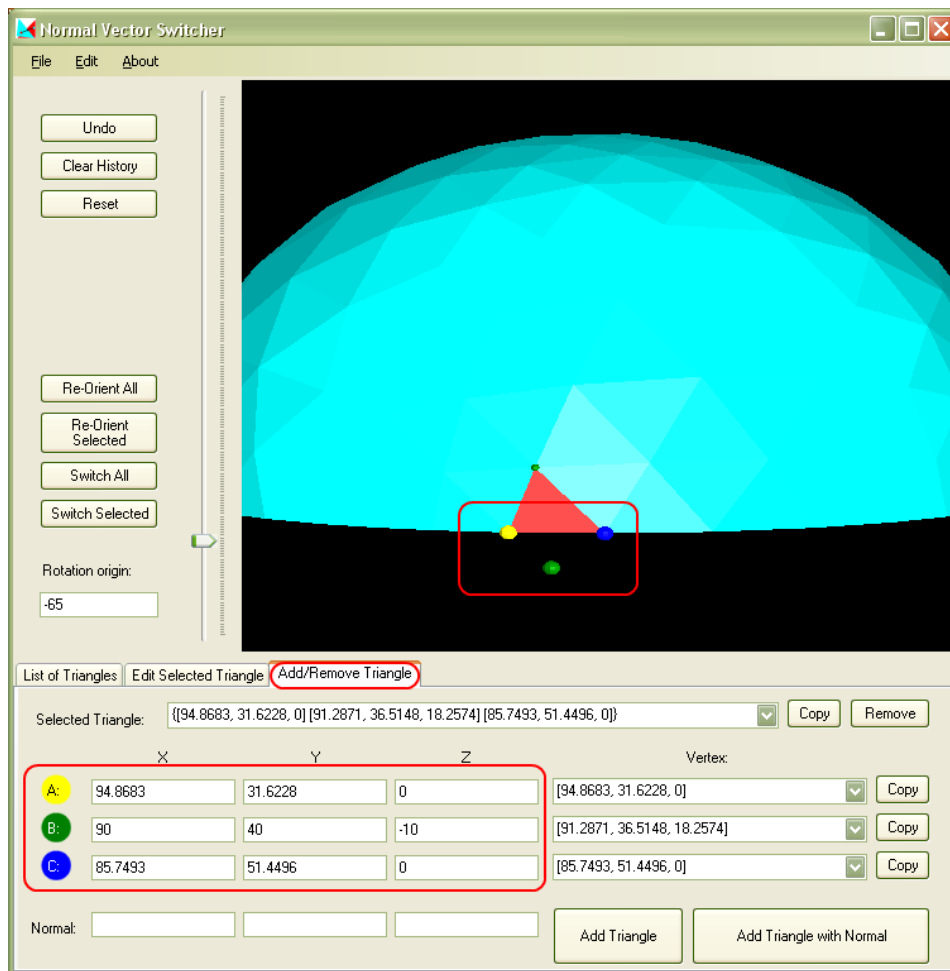 Normal Vector Switcher
File Edit About
Undo
Clear History
Reset
Re-Orient All
Re-Orient
Selected
Switch All
Switch Selected
Rotation origin:
-65
List of Triangles Edit Selected Triangle Add/Remove Triangle
Selected Triangle: {[94.8683, 31.6228, 0] [91.2871, 36.5148, 18.2574] [85.7493, 51.4496, 0]} Copy Remove
X Y Z Vertex:
A: 94.8683 31.6228 0 [94.8683, 31.6228, 0] Copy
B: 90 40 -10 [91.2871, 36.5148, 18.2574] Copy
C: 85.7493 51.4496 0 [85.7493, 51.4496, 0] Copy
Normal: Add Triangle Add Triangle with Normal